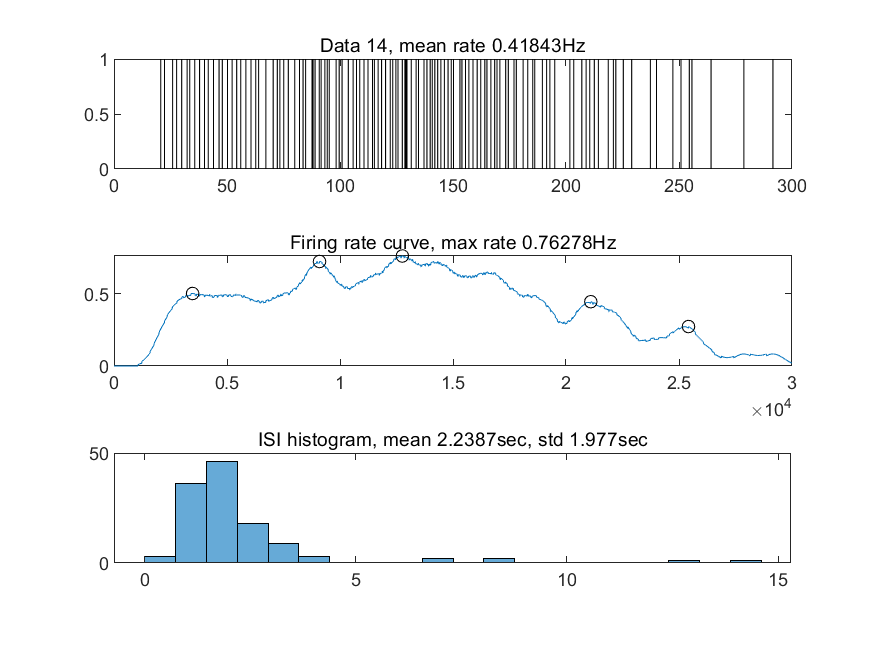 Data 14, mean rate 0.41843Hz
1
0.5
0
0 50 100 150 200 250 300
Firing rate curve, max rate 0.76278Hz
0.5
0
0 0.5 1 1.5 2 2.5 3
×10⁴
ISI histogram, mean 2.2387sec, std 1.977sec
50
0
0 5 10 15